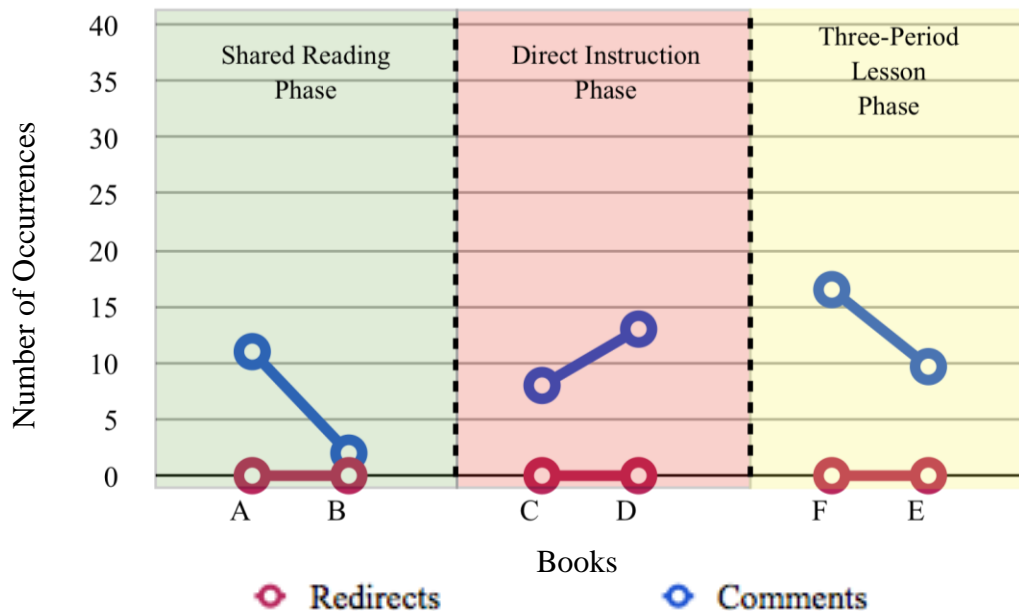 Number of Occurrences
40
35
30
25
20
15
10
5
0
Shared Reading
Phase
Direct Instruction
Phase
Three-Period
Lesson
Phase
A B C D F E
Books
Redirects Comments